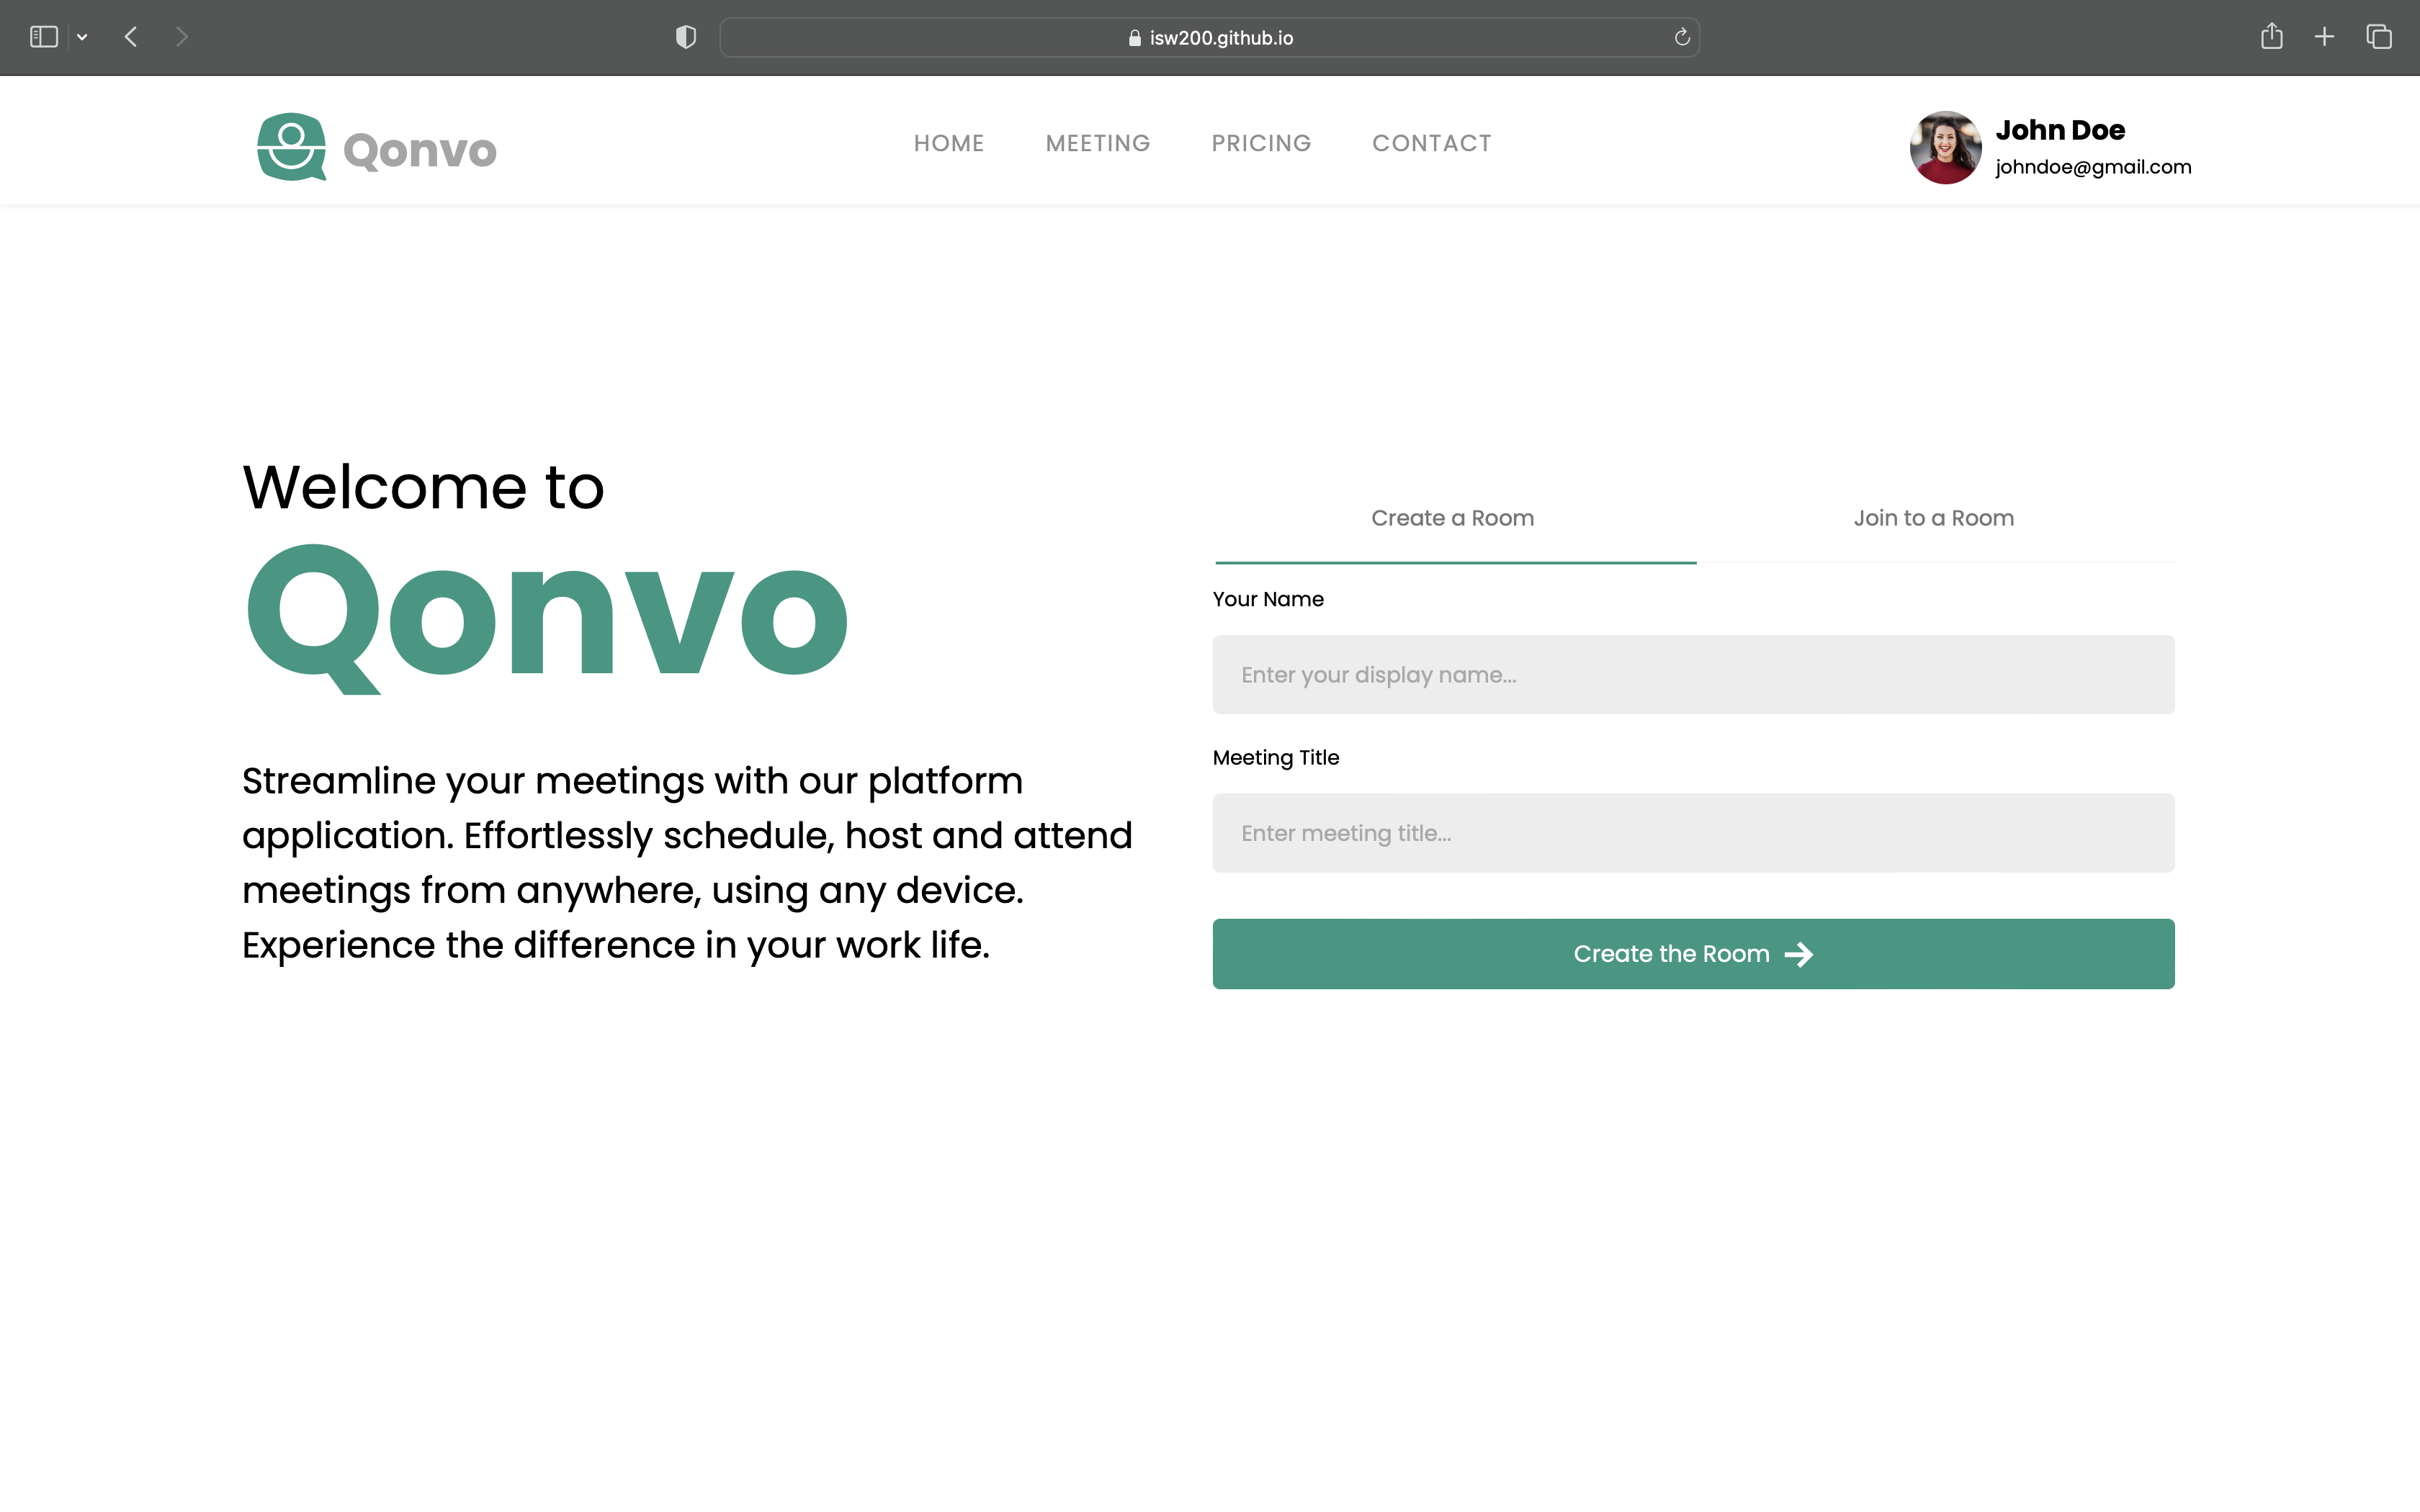 isw200.github.io
Qonvo
HOME MEETING PRICING CONTACT
John Doe
johndoe@gmail.com
Welcome to
Qonvo
Streamline your meetings with our platform
application. Effortlessly schedule, host and attend
meetings from anywhere, using any device.
Experience the difference in your work life.
Create a Room Join to a Room
Your Name
Enter your display name...
Meeting Title
Enter meeting title...
Create the Room